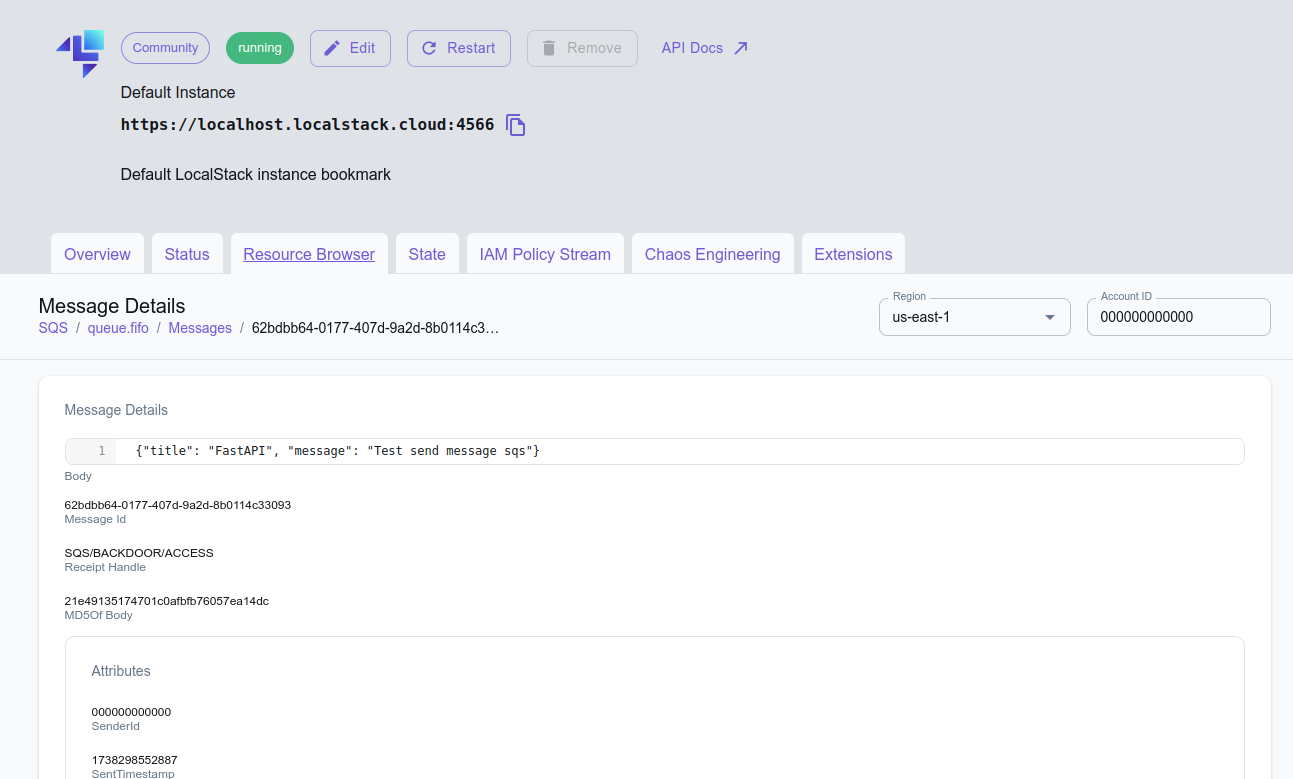 Community running Edit Restart Remove API Docs
Default Instance
https://localhost.localstack.cloud:4566
Default LocalStack instance bookmark
Overview Status Resource Browser State IAM Policy Stream Chaos Engineering Extensions
Message Details
SQS / queue.fifo / Messages / 62bdbb64-0177-407d-9a2d-8b0114c3…
Region
us-east-1
Account ID
000000000000
Message Details
1 {"title": "FastAPI", "message": "Test send message sqs"}
Body
62bdbb64-0177-407d-9a2d-8b0114c33093
Message Id
SQS/BACKDOOR/ACCESS
Receipt Handle
21e49135174701c0afbfb76057ea14dc
MD5Of Body
Attributes
000000000000
SenderId
1738298552887
SentTimestamp